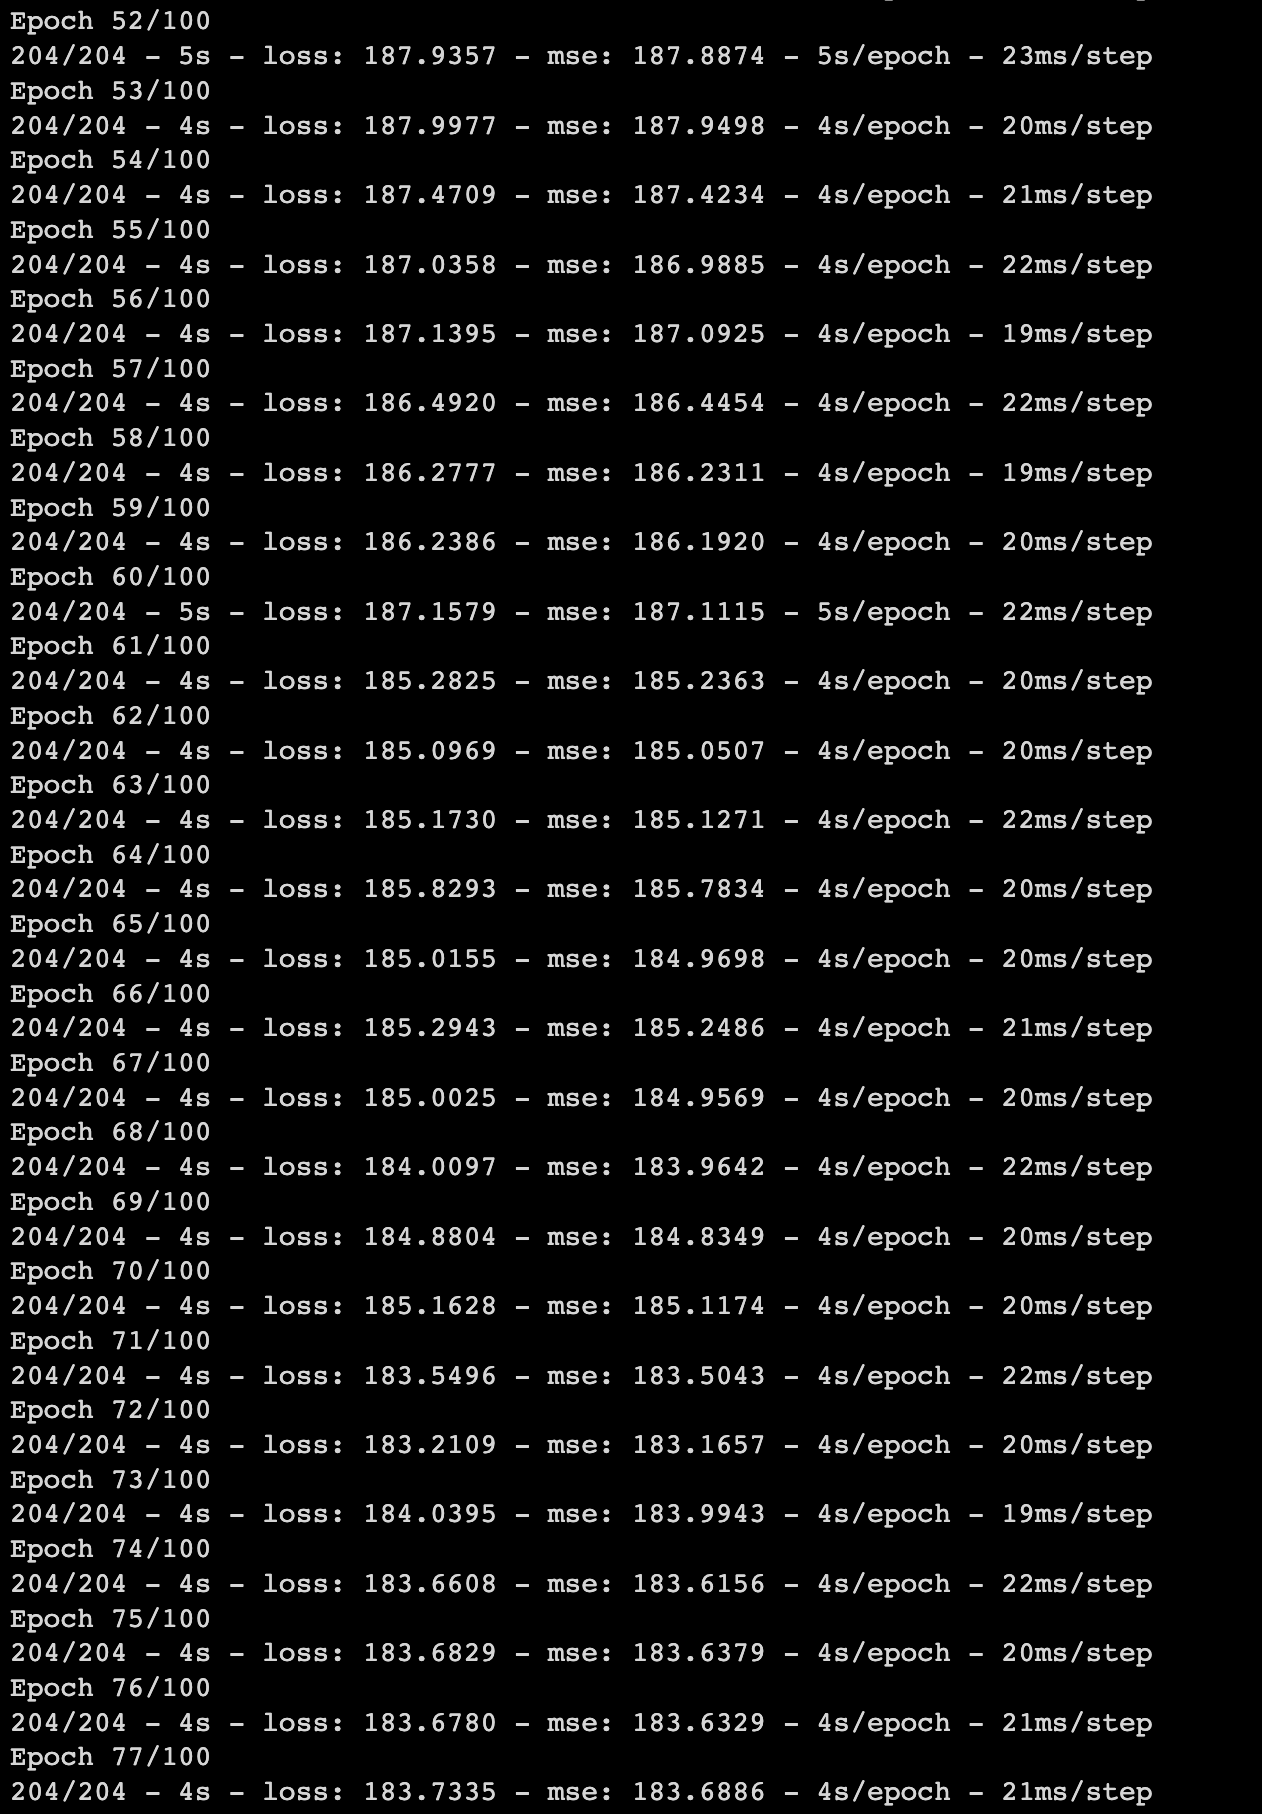 Epoch 52/100
204/204 - 5s - loss: 187.9357 - mse: 187.8874 - 5s/epoch - 23ms/step
Epoch 53/100
204/204 - 4s - loss: 187.9977 - mse: 187.9498 - 4s/epoch - 20ms/step
Epoch 54/100
204/204 - 4s - loss: 187.4709 - mse: 187.4234 - 4s/epoch - 21ms/step
Epoch 55/100
204/204 - 4s - loss: 187.0358 - mse: 186.9885 - 4s/epoch - 22ms/step
Epoch 56/100
204/204 - 4s - loss: 187.1395 - mse: 187.0925 - 4s/epoch - 19ms/step
Epoch 57/100
204/204 - 4s - loss: 186.4920 - mse: 186.4454 - 4s/epoch - 22ms/step
Epoch 58/100
204/204 - 4s - loss: 186.2777 - mse: 186.2311 - 4s/epoch - 19ms/step
Epoch 59/100
204/204 - 4s - loss: 186.2386 - mse: 186.1920 - 4s/epoch - 20ms/step
Epoch 60/100
204/204 - 5s - loss: 187.1579 - mse: 187.1115 - 5s/epoch - 22ms/step
Epoch 61/100
204/204 - 4s - loss: 185.2825 - mse: 185.2363 - 4s/epoch - 20ms/step
Epoch 62/100
204/204 - 4s - loss: 185.0969 - mse: 185.0507 - 4s/epoch - 20ms/step
Epoch 63/100
204/204 - 4s - loss: 185.1730 - mse: 185.1271 - 4s/epoch - 22ms/step
Epoch 64/100
204/204 - 4s - loss: 185.8293 - mse: 185.7834 - 4s/epoch - 20ms/step
Epoch 65/100
204/204 - 4s - loss: 185.0155 - mse: 184.9698 - 4s/epoch - 20ms/step
Epoch 66/100
204/204 - 4s - loss: 185.2943 - mse: 185.2486 - 4s/epoch - 21ms/step
Epoch 67/100
204/204 - 4s - loss: 185.0025 - mse: 184.9569 - 4s/epoch - 20ms/step
Epoch 68/100
204/204 - 4s - loss: 184.0097 - mse: 183.9642 - 4s/epoch - 22ms/step
Epoch 69/100
204/204 - 4s - loss: 184.8804 - mse: 184.8349 - 4s/epoch - 20ms/step
Epoch 70/100
204/204 - 4s - loss: 185.1628 - mse: 185.1174 - 4s/epoch - 20ms/step
Epoch 71/100
204/204 - 4s - loss: 183.5496 - mse: 183.5043 - 4s/epoch - 22ms/step
Epoch 72/100
204/204 - 4s - loss: 183.2109 - mse: 183.1657 - 4s/epoch - 20ms/step
Epoch 73/100
204/204 - 4s - loss: 184.0395 - mse: 183.9943 - 4s/epoch - 19ms/step
Epoch 74/100
204/204 - 4s - loss: 183.6608 - mse: 183.6156 - 4s/epoch - 22ms/step
Epoch 75/100
204/204 - 4s - loss: 183.6829 - mse: 183.6379 - 4s/epoch - 20ms/step
Epoch 76/100
204/204 - 4s - loss: 183.6780 - mse: 183.6329 - 4s/epoch - 21ms/step
Epoch 77/100
204/204 - 4s - loss: 183.7335 - mse: 183.6886 - 4s/epoch - 21ms/step